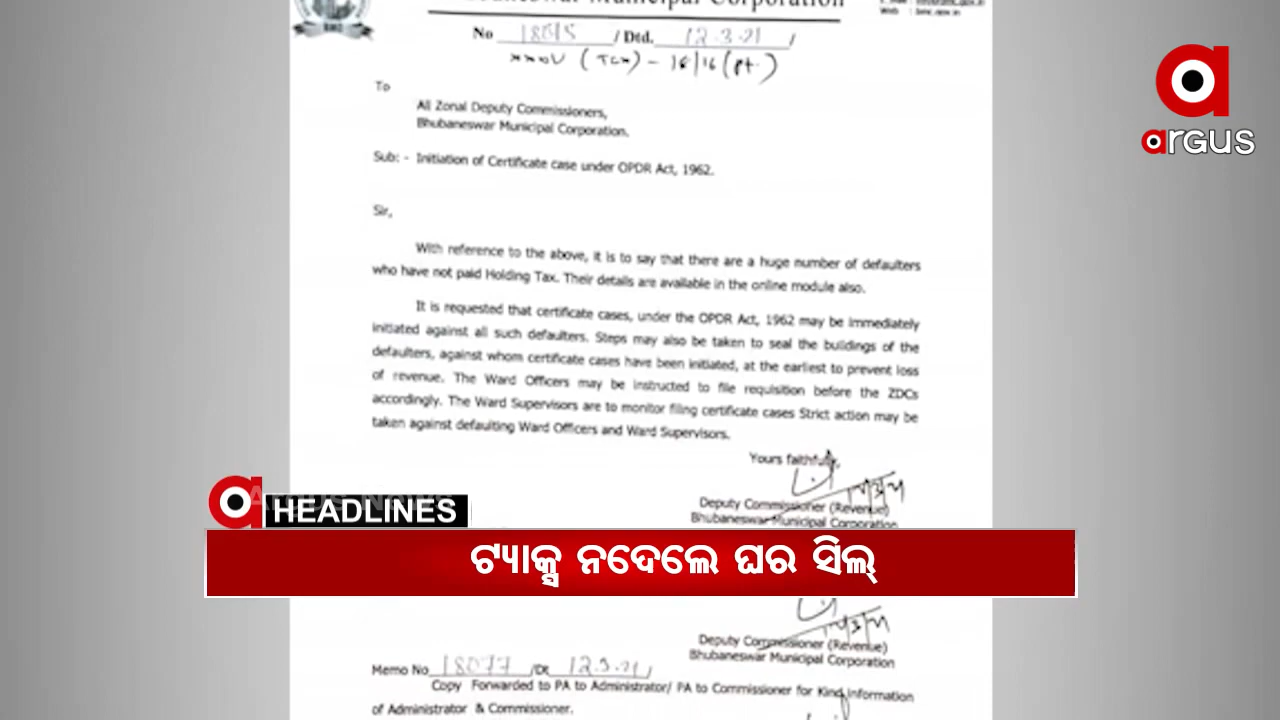 Municipal Corporation
No 18075 / Dtd. 12.3.21 /
(Tax) - 16/16 (pt.)
argus
To
All Zonal Deputy Commissioners,
Bhubaneswar Municipal Corporation.
Sub: - Initiation of Certificate case under OPDR Act, 1962.
Sir,
With reference to the above, it is to say that there are a huge number of defaulters
who have not paid Holding Tax. Their details are available in the online module also.
It is requested that certificate cases, under the OPDR Act, 1962 may be immediately
initiated against all such defaulters. Steps may also be taken to seal the buildings of the
defaulters, against whom certificate cases have been initiated, at the earliest to prevent loss
of revenue. The Ward Officers may be instructed to file requisition before the ZDCs
accordingly. The Ward Supervisors are to monitor filing certificate cases Strict action may be
taken against defaulting Ward Officers and Ward Supervisors.
Yours faithfully,
Deputy Commissioner (Revenue)
Bhubaneswar Municipal Corporation
HEADLINES
ଟ୍ୟାକ୍ସ ନଦେଲେ ଘର ସିଲ୍
Deputy Commissioner (Revenue)
Bhubaneswar Municipal Corporation
Memo No 18077 /Dt 12.3.21/
Copy Forwarded to PA to Administrator/ PA to Commissioner for Kind Information
of Administrator & Commissioner.